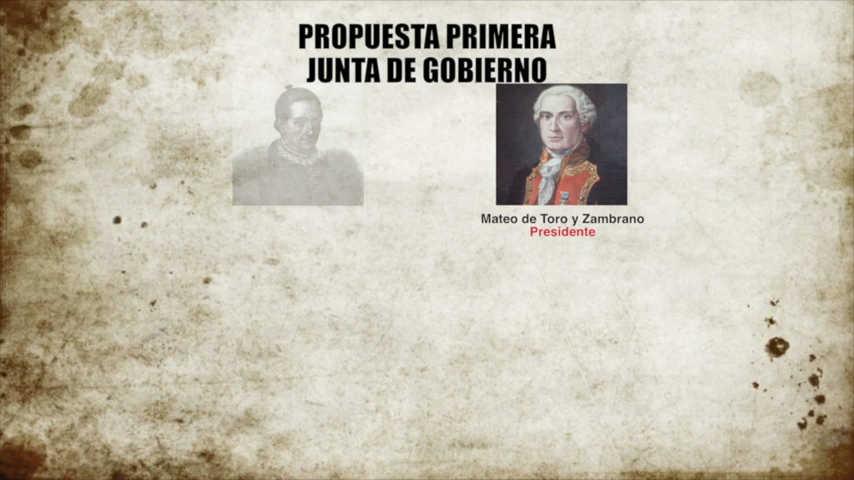 PROPUESTA PRIMERA
JUNTA DE GOBIERNO
Mateo de Toro y Zambrano
Presidente